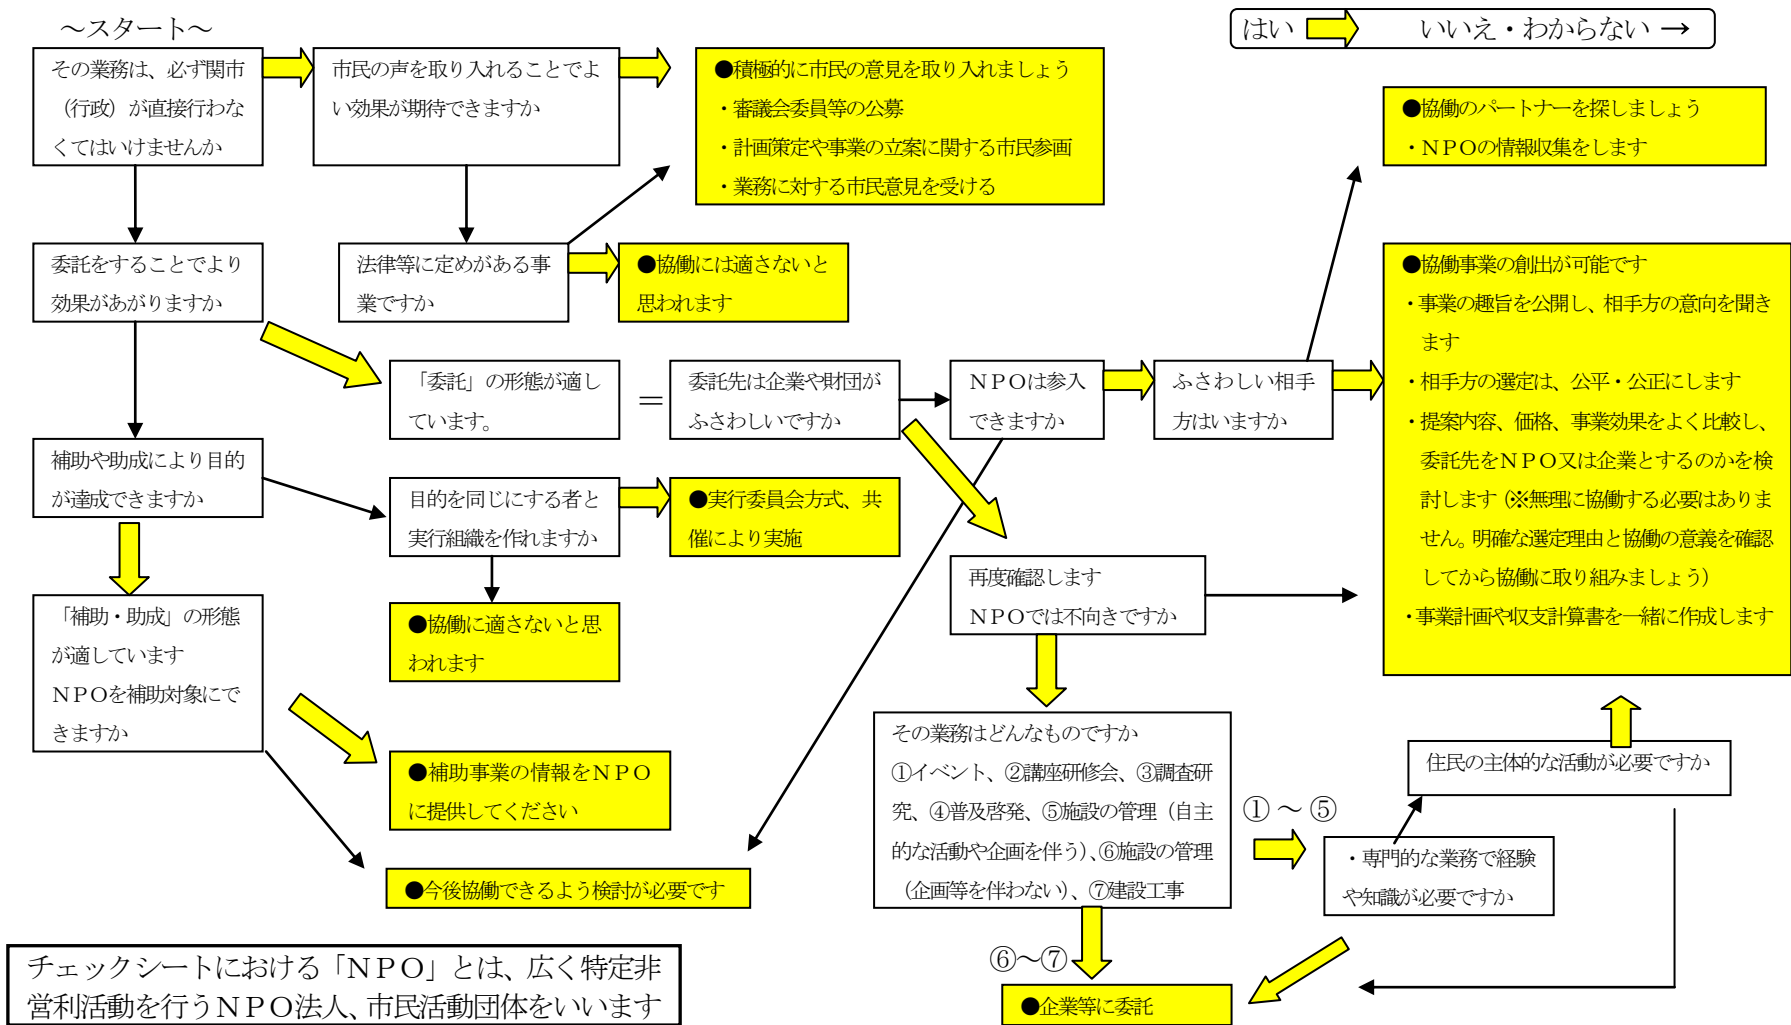 ～スタート～
はい
いいえ・わからない →
その業務は、必ず関市
（行政）が直接行わな
くてはいけませんか
市民の声を取り入れることでよ
い効果が期待できますか
●積極的に市民の意見を取り入れましょう
・審議会委員等の公募
・計画策定や事業の立案に関する市民参画
・業務に対する市民意見を受ける
●協働のパートナーを探しましょう
・ＮＰＯの情報収集をします
委託をすることでより
効果があがりますか
法律等に定めがある事
業ですか
●協働には適さないと
思われます
●協働事業の創出が可能です
・事業の趣旨を公開し、相手方の意向を聞き
ます
・相手方の選定は、公平・公正にします
・提案内容、価格、事業効果をよく比較し、
委託先をＮＰＯ又は企業とするのかを検
討します（※無理に協働する必要はありま
せん。明確な選定理由と協働の意義を確認
してから協働に取り組みましょう）
・事業計画や収支計算書を一緒に作成します
「委託」の形態が適し
ています。
＝
委託先は企業や財団が
ふさわしいですか
ＮＰＯは参入
できますか
ふさわしい相手
方はいますか
補助や助成により目的
が達成できますか
目的を同じにする者と
実行組織を作れますか
●実行委員会方式、共
催により実施
再度確認します
ＮＰＯでは不向きですか
「補助・助成」の形態
が適しています
ＮＰＯを補助対象にで
きますか
●協働に適さないと思
われます
その業務はどんなものですか
①イベント、②講座研修会、③調査研
究、④普及啓発、⑤施設の管理（自主
的な活動や企画を伴う）、⑥施設の管理
（企画等を伴わない）、⑦建設工事
①～⑤
住民の主体的な活動が必要ですか
●補助事業の情報をＮＰＯ
に提供してください
・専門的な業務で経験
や知識が必要ですか
●今後協働できるよう検討が必要です
⑥～⑦
●企業等に委託
チェックシートにおける「ＮＰＯ」とは、広く特定非
営利活動を行うＮＰＯ法人、市民活動団体をいいます